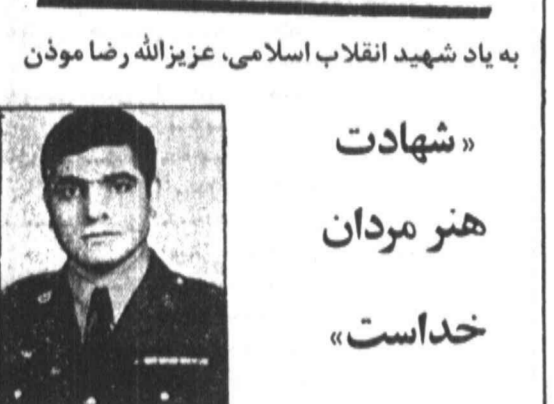 به یاد شهید انقلاب اسلامی، عزیزالله رضا موذن
«شهادت
هنر مردان
خداست»